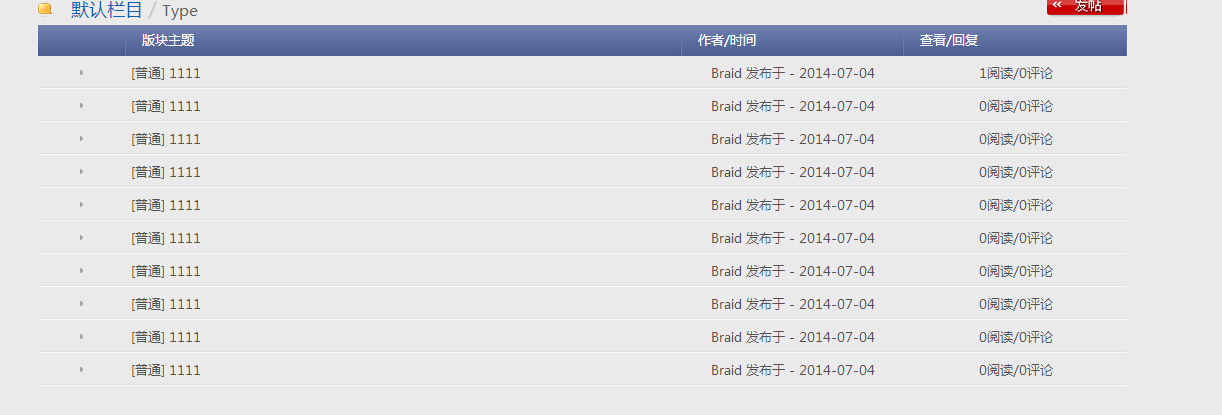 默认栏目 / Type
发帖
版块主题 作者/时间 查看/回复
[普通] 1111 Braid 发布于 - 2014-07-04 1阅读/0评论
[普通] 1111 Braid 发布于 - 2014-07-04 0阅读/0评论
[普通] 1111 Braid 发布于 - 2014-07-04 0阅读/0评论
[普通] 1111 Braid 发布于 - 2014-07-04 0阅读/0评论
[普通] 1111 Braid 发布于 - 2014-07-04 0阅读/0评论
[普通] 1111 Braid 发布于 - 2014-07-04 0阅读/0评论
[普通] 1111 Braid 发布于 - 2014-07-04 0阅读/0评论
[普通] 1111 Braid 发布于 - 2014-07-04 0阅读/0评论
[普通] 1111 Braid 发布于 - 2014-07-04 0阅读/0评论
[普通] 1111 Braid 发布于 - 2014-07-04 0阅读/0评论